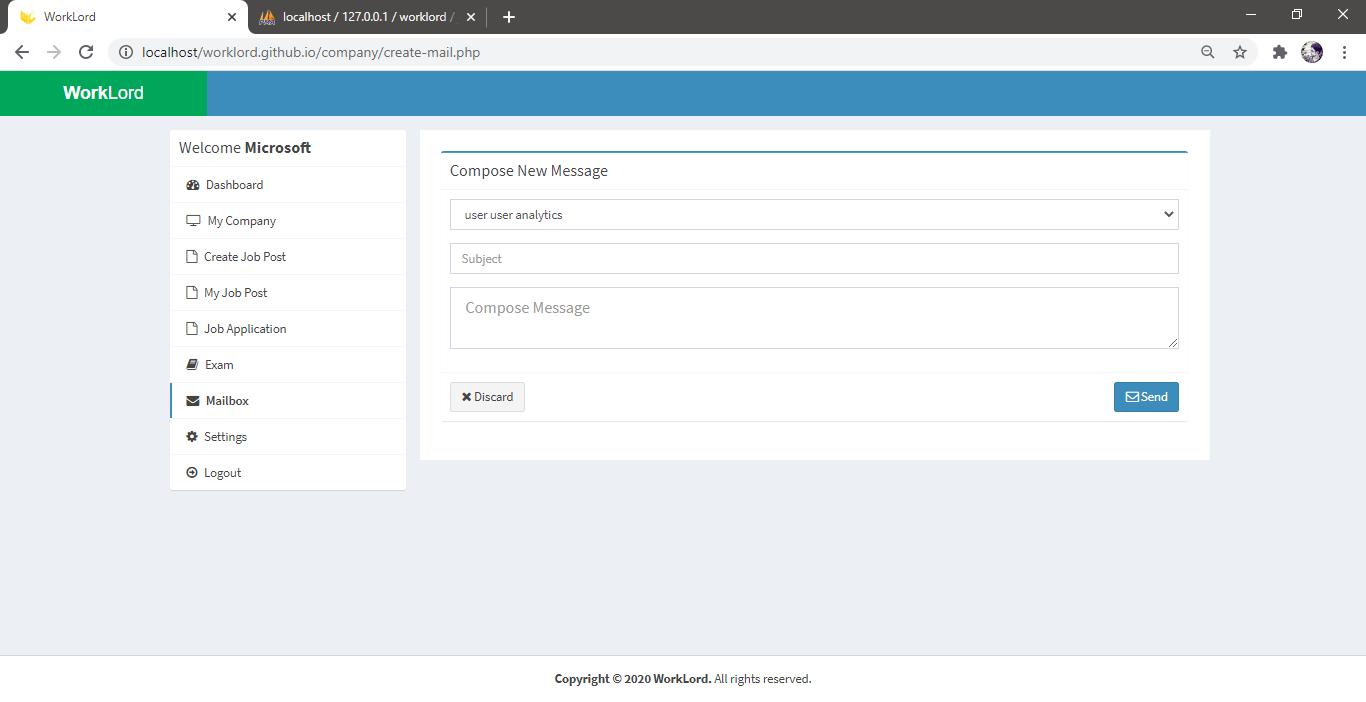 WorkLord
localhost / 127.0.0.1 / worklord /
localhost/worklord.github.io/company/create-mail.php
WorkLord
Welcome Microsoft
Dashboard
My Company
Create Job Post
My Job Post
Job Application
Exam
Mailbox
Settings
Logout
Compose New Message
user user analytics
Subject
Compose Message
Discard
Send
Copyright © 2020 WorkLord. All rights reserved.